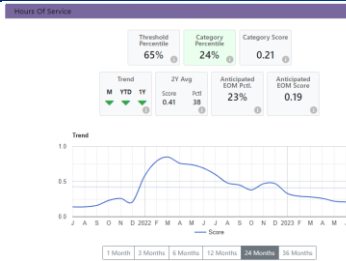 Hours Of Service
Threshold Percentile
65%
Category Percentile
24%
Category Score
0.21
Trend
M YTD 1Y
2Y Avg
Score Pctl
0.41 38
Anticipated EOM Pctl.
23%
Anticipated EOM Score
0.19
Trend
1.0
0.5
0.0
J A S O N D 2022 F M A M J J A S O N D 2023 F M A M J
Score
1 Month 3 Months 6 Months 12 Months 24 Months 36 Months